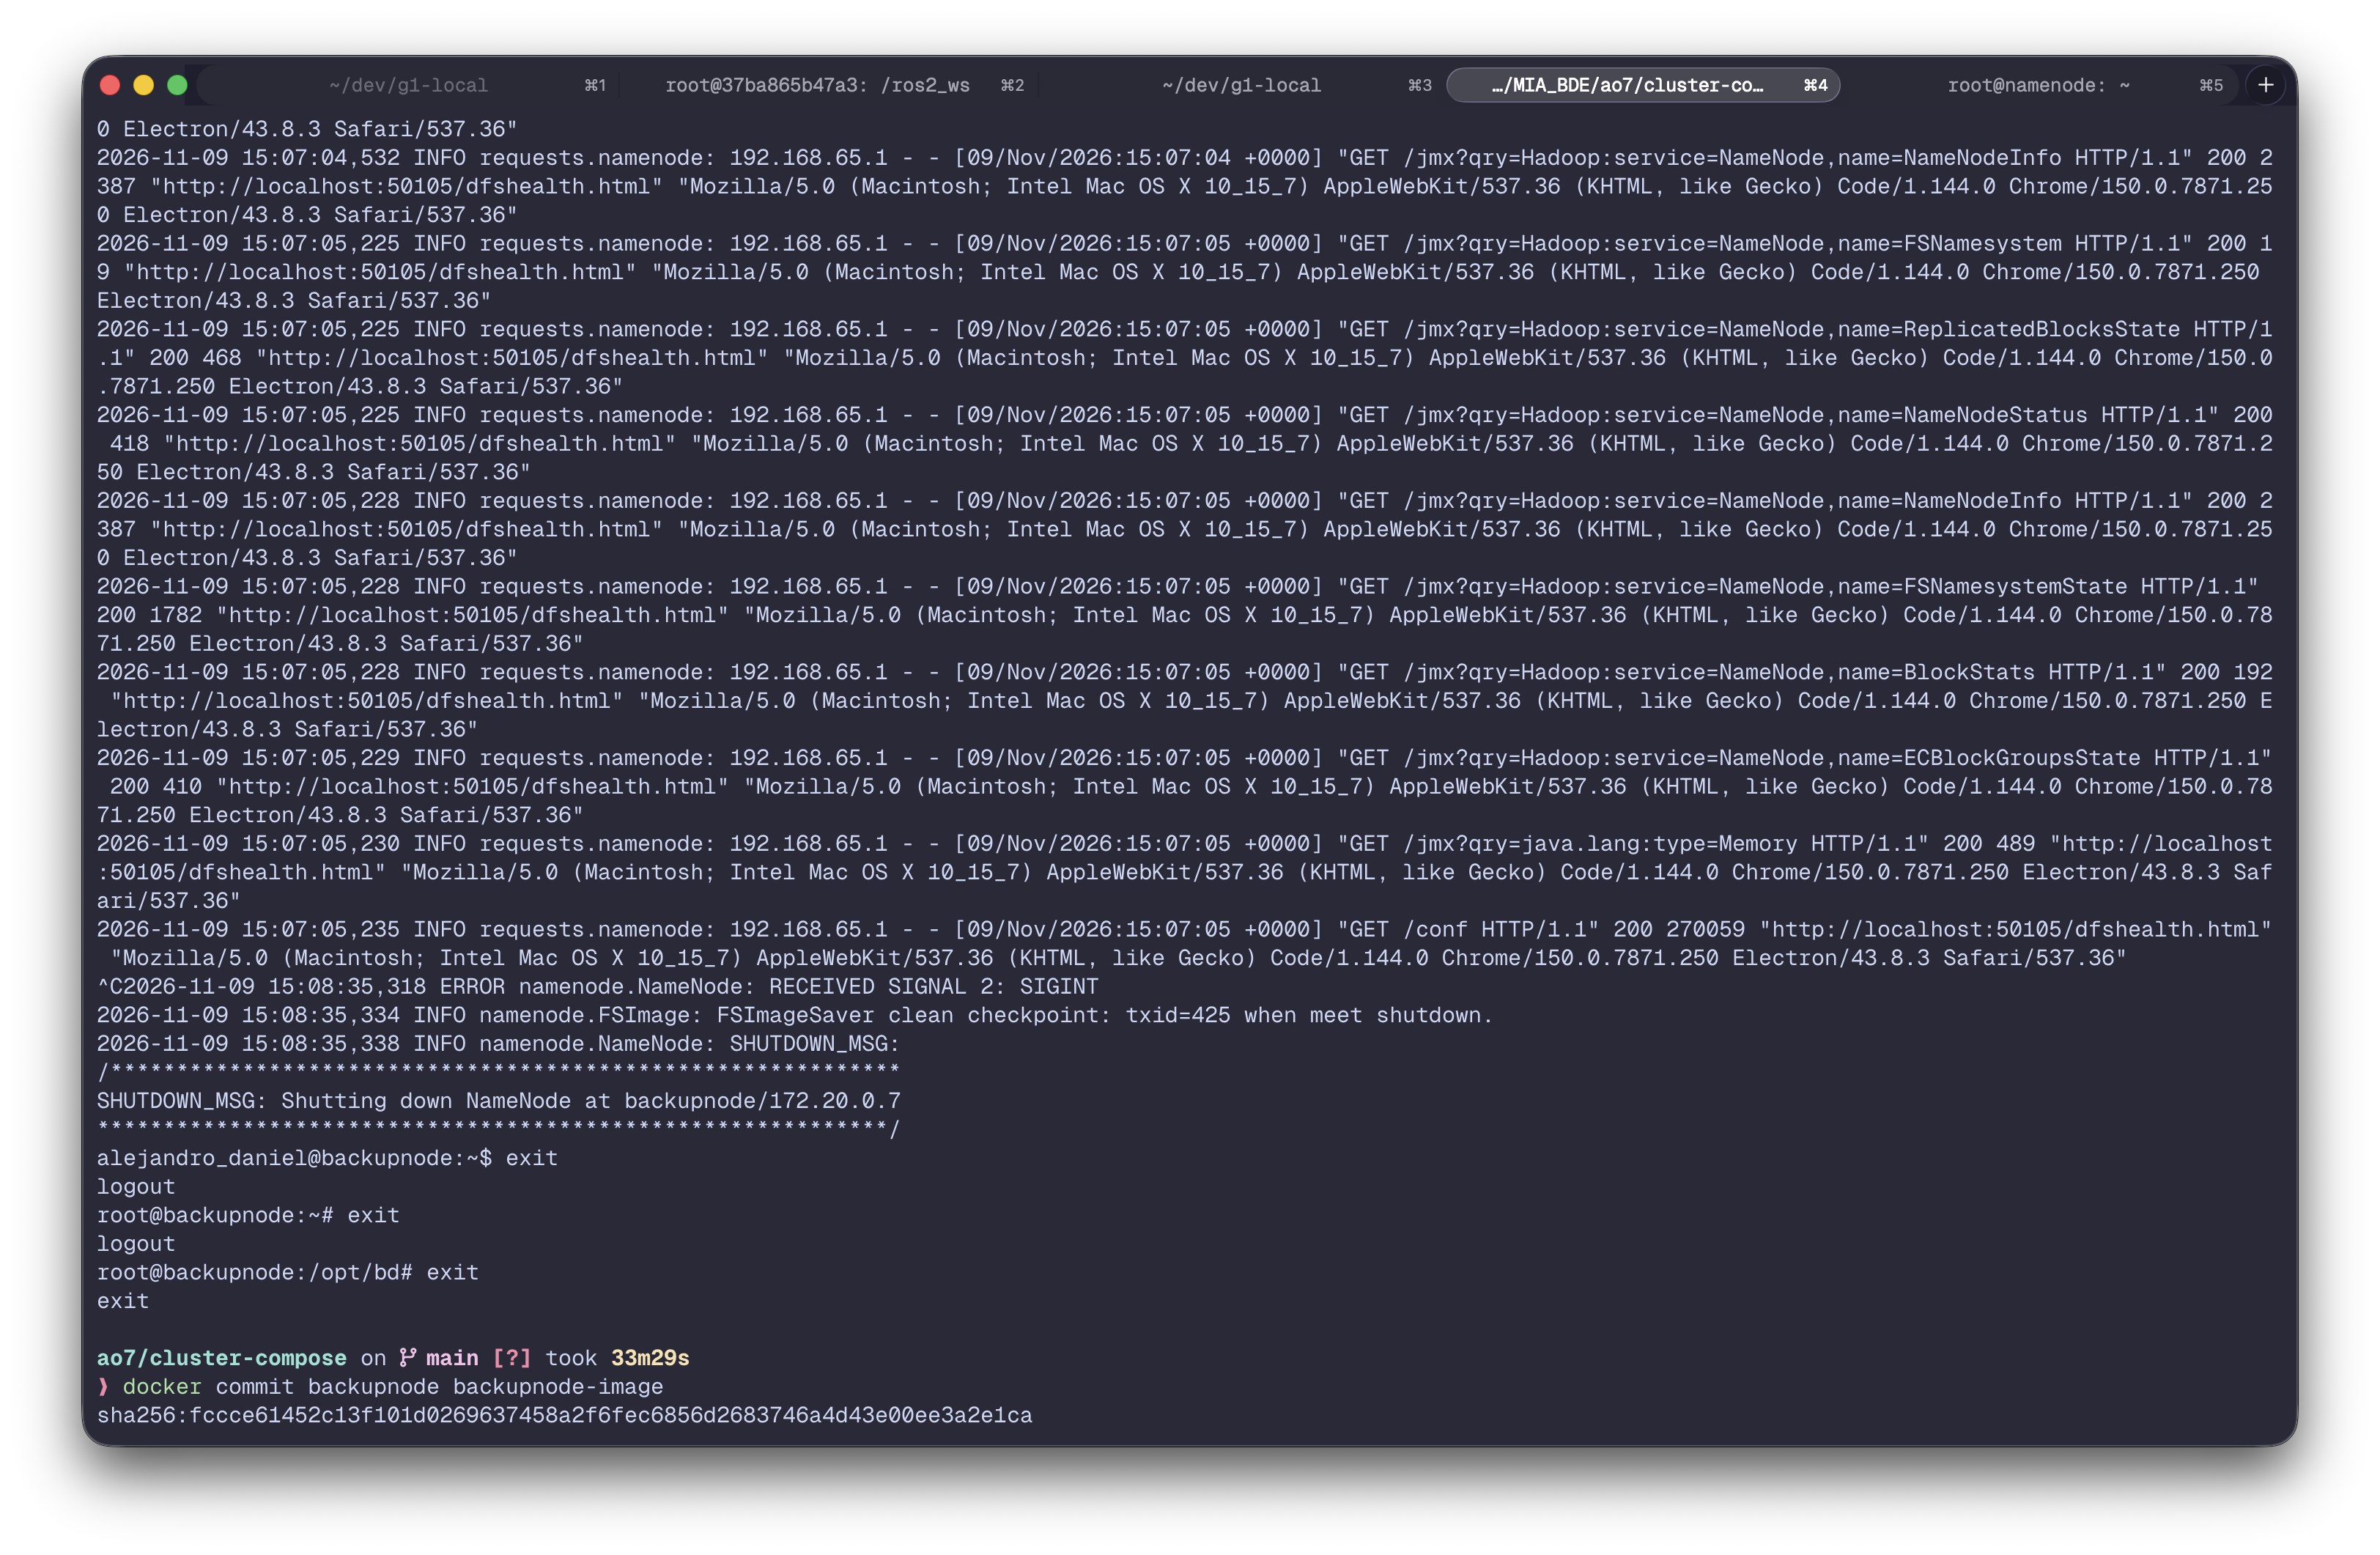 ~/dev/g1-local ⌘1 root@37ba865b47a3: /ros2_ws ⌘2 ~/dev/g1-local ⌘3 …/MIA_BDE/ao7/cluster-co… ⌘4 root@namenode: ~ ⌘5 +
0 Electron/43.8.3 Safari/537.36"
2026-11-09 15:07:04,532 INFO requests.namenode: 192.168.65.1 - - [09/Nov/2026:15:07:04 +0000] "GET /jmx?qry=Hadoop:service=NameNode,name=NameNodeInfo HTTP/1.1" 200 2
387 "http://localhost:50105/dfshealth.html" "Mozilla/5.0 (Macintosh; Intel Mac OS X 10_15_7) AppleWebKit/537.36 (KHTML, like Gecko) Code/1.144.0 Chrome/150.0.7871.25
0 Electron/43.8.3 Safari/537.36"
2026-11-09 15:07:05,225 INFO requests.namenode: 192.168.65.1 - - [09/Nov/2026:15:07:05 +0000] "GET /jmx?qry=Hadoop:service=NameNode,name=FSNamesystem HTTP/1.1" 200 1
9 "http://localhost:50105/dfshealth.html" "Mozilla/5.0 (Macintosh; Intel Mac OS X 10_15_7) AppleWebKit/537.36 (KHTML, like Gecko) Code/1.144.0 Chrome/150.0.7871.250
Electron/43.8.3 Safari/537.36"
2026-11-09 15:07:05,225 INFO requests.namenode: 192.168.65.1 - - [09/Nov/2026:15:07:05 +0000] "GET /jmx?qry=Hadoop:service=NameNode,name=ReplicatedBlocksState HTTP/1
.1" 200 468 "http://localhost:50105/dfshealth.html" "Mozilla/5.0 (Macintosh; Intel Mac OS X 10_15_7) AppleWebKit/537.36 (KHTML, like Gecko) Code/1.144.0 Chrome/150.0
.7871.250 Electron/43.8.3 Safari/537.36"
2026-11-09 15:07:05,225 INFO requests.namenode: 192.168.65.1 - - [09/Nov/2026:15:07:05 +0000] "GET /jmx?qry=Hadoop:service=NameNode,name=NameNodeStatus HTTP/1.1" 200
418 "http://localhost:50105/dfshealth.html" "Mozilla/5.0 (Macintosh; Intel Mac OS X 10_15_7) AppleWebKit/537.36 (KHTML, like Gecko) Code/1.144.0 Chrome/150.0.7871.2
50 Electron/43.8.3 Safari/537.36"
2026-11-09 15:07:05,228 INFO requests.namenode: 192.168.65.1 - - [09/Nov/2026:15:07:05 +0000] "GET /jmx?qry=Hadoop:service=NameNode,name=NameNodeInfo HTTP/1.1" 200 2
387 "http://localhost:50105/dfshealth.html" "Mozilla/5.0 (Macintosh; Intel Mac OS X 10_15_7) AppleWebKit/537.36 (KHTML, like Gecko) Code/1.144.0 Chrome/150.0.7871.25
0 Electron/43.8.3 Safari/537.36"
2026-11-09 15:07:05,228 INFO requests.namenode: 192.168.65.1 - - [09/Nov/2026:15:07:05 +0000] "GET /jmx?qry=Hadoop:service=NameNode,name=FSNamesystemState HTTP/1.1"
200 1782 "http://localhost:50105/dfshealth.html" "Mozilla/5.0 (Macintosh; Intel Mac OS X 10_15_7) AppleWebKit/537.36 (KHTML, like Gecko) Code/1.144.0 Chrome/150.0.78
71.250 Electron/43.8.3 Safari/537.36"
2026-11-09 15:07:05,228 INFO requests.namenode: 192.168.65.1 - - [09/Nov/2026:15:07:05 +0000] "GET /jmx?qry=Hadoop:service=NameNode,name=BlockStats HTTP/1.1" 200 192
"http://localhost:50105/dfshealth.html" "Mozilla/5.0 (Macintosh; Intel Mac OS X 10_15_7) AppleWebKit/537.36 (KHTML, like Gecko) Code/1.144.0 Chrome/150.0.7871.250 E
lectron/43.8.3 Safari/537.36"
2026-11-09 15:07:05,229 INFO requests.namenode: 192.168.65.1 - - [09/Nov/2026:15:07:05 +0000] "GET /jmx?qry=Hadoop:service=NameNode,name=ECBlockGroupsState HTTP/1.1"
200 410 "http://localhost:50105/dfshealth.html" "Mozilla/5.0 (Macintosh; Intel Mac OS X 10_15_7) AppleWebKit/537.36 (KHTML, like Gecko) Code/1.144.0 Chrome/150.0.78
71.250 Electron/43.8.3 Safari/537.36"
2026-11-09 15:07:05,230 INFO requests.namenode: 192.168.65.1 - - [09/Nov/2026:15:07:05 +0000] "GET /jmx?qry=java.lang:type=Memory HTTP/1.1" 200 489 "http://localhost
:50105/dfshealth.html" "Mozilla/5.0 (Macintosh; Intel Mac OS X 10_15_7) AppleWebKit/537.36 (KHTML, like Gecko) Code/1.144.0 Chrome/150.0.7871.250 Electron/43.8.3 Saf
ari/537.36"
2026-11-09 15:07:05,235 INFO requests.namenode: 192.168.65.1 - - [09/Nov/2026:15:07:05 +0000] "GET /conf HTTP/1.1" 200 270059 "http://localhost:50105/dfshealth.html"
"Mozilla/5.0 (Macintosh; Intel Mac OS X 10_15_7) AppleWebKit/537.36 (KHTML, like Gecko) Code/1.144.0 Chrome/150.0.7871.250 Electron/43.8.3 Safari/537.36"
^C2026-11-09 15:08:35,318 ERROR namenode.NameNode: RECEIVED SIGNAL 2: SIGINT
2026-11-09 15:08:35,334 INFO namenode.FSImage: FSImageSaver clean checkpoint: txid=425 when meet shutdown.
2026-11-09 15:08:35,338 INFO namenode.NameNode: SHUTDOWN_MSG:
/************************************************************
SHUTDOWN_MSG: Shutting down NameNode at backupnode/172.20.0.7
************************************************************/
alejandro_daniel@backupnode:~$ exit
logout
root@backupnode:~# exit
logout
root@backupnode:/opt/bd# exit
exit
ao7/cluster-compose on main [?] took 33m29s
❫ docker commit backupnode backupnode-image
sha256:fccce61452c13f101d0269637458a2f6fec6856d2683746a4d43e00ee3a2e1ca